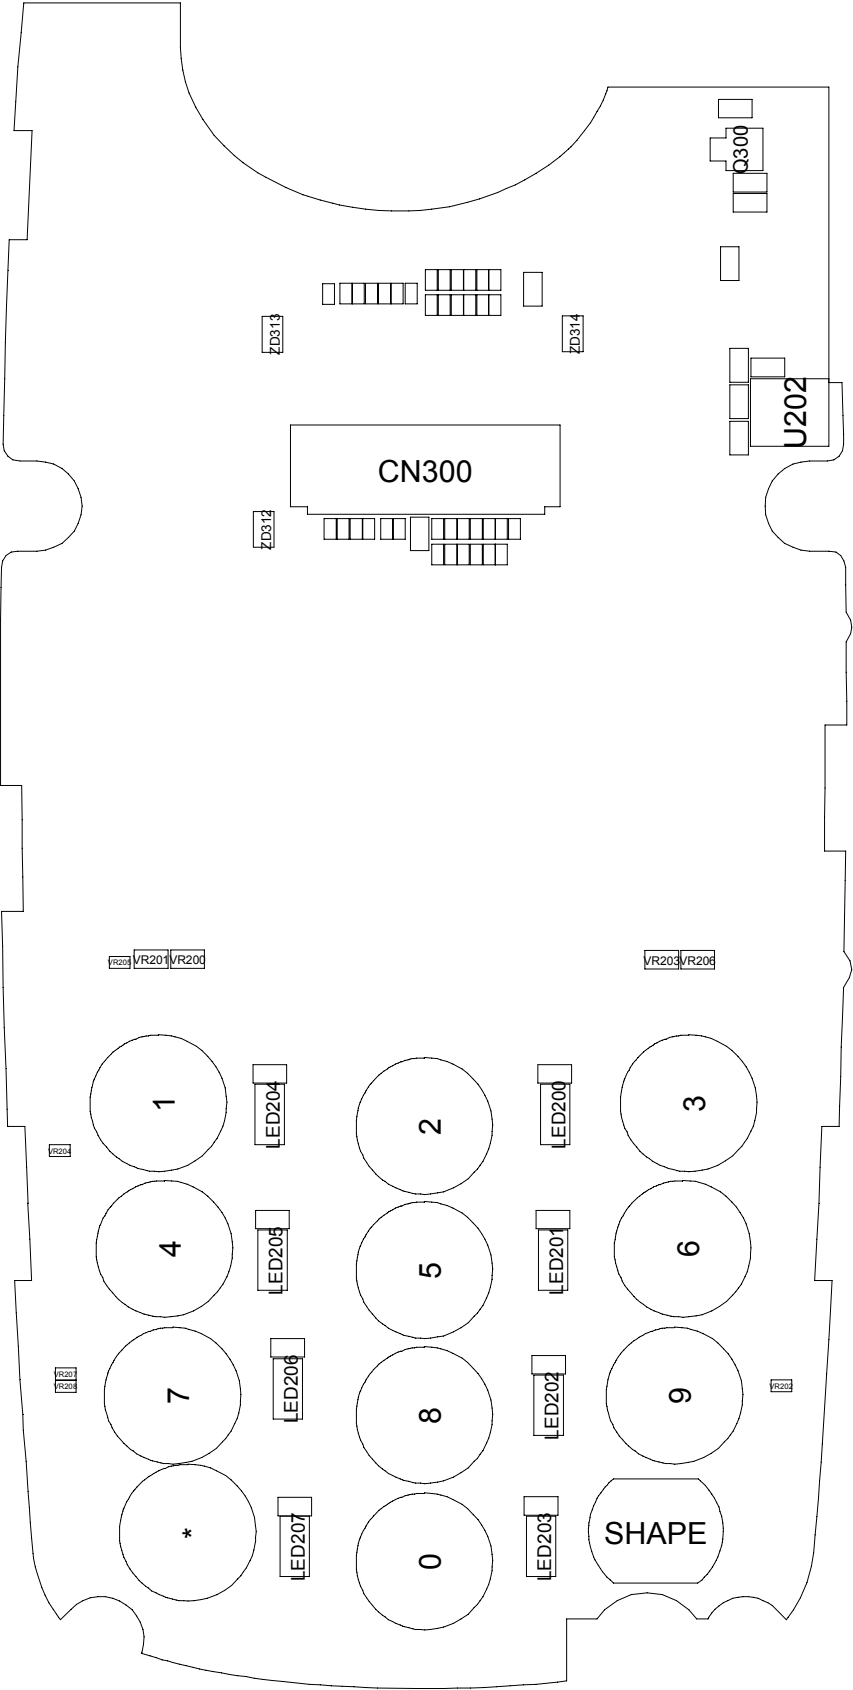 Q300
ZD313
ZD314
U202
CN300
ZD312
VR205
VR201
VR200
VR203
VR206
1
LED204
2
LED200
3
VR204
4
LED205
5
LED201
6
VR207
VR208
7
LED206
8
LED202
9
VR202
*
LED207
0
LED203
SHAPE